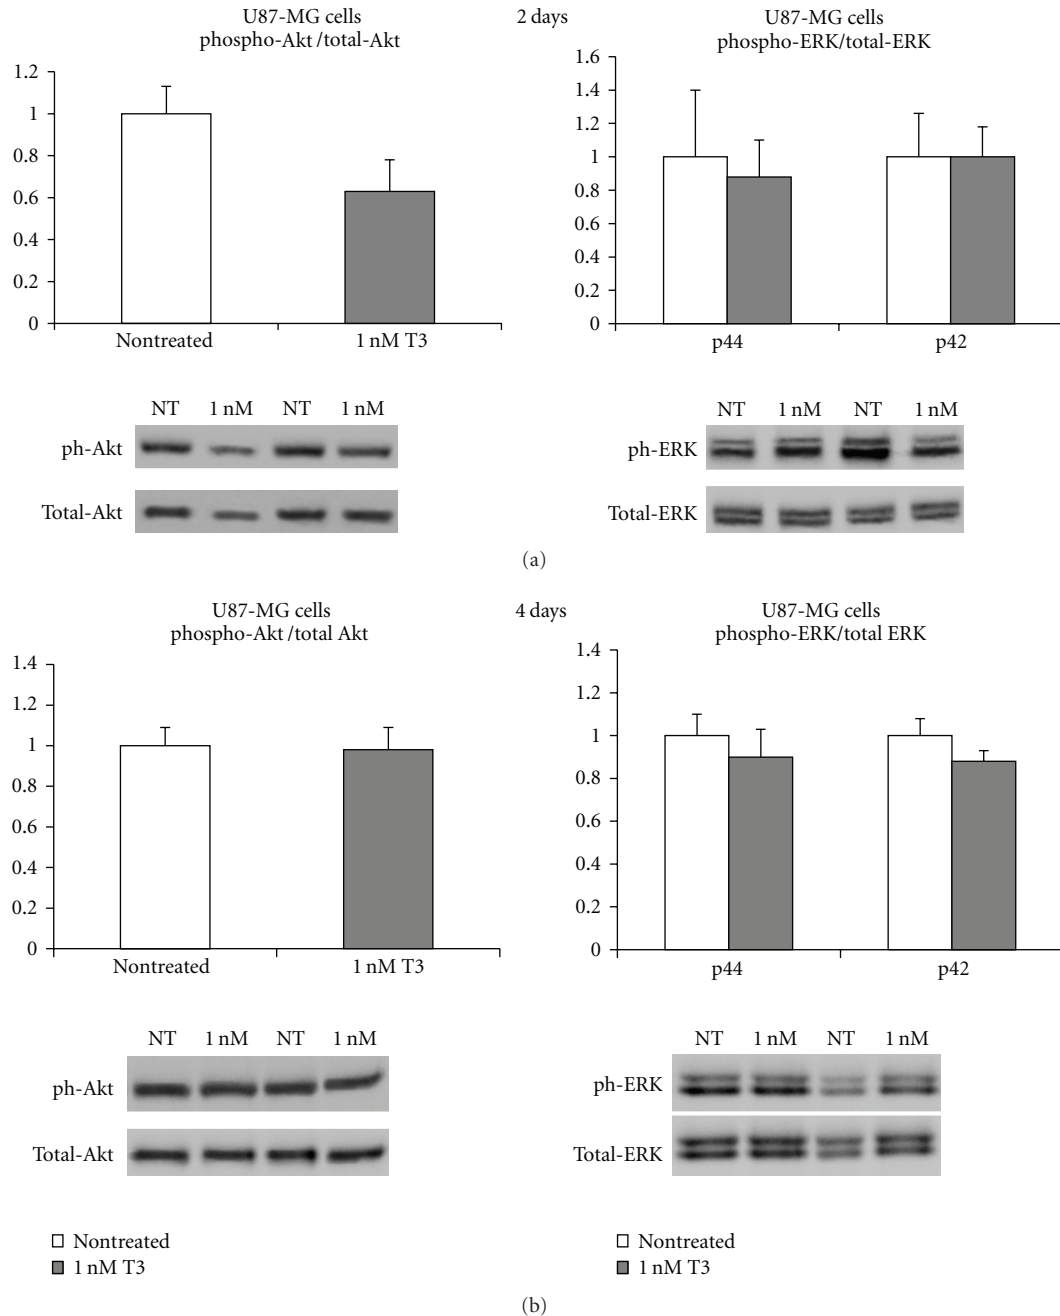 U87-MG cells
phospho-Akt/total-Akt
2 days
U87-MG cells
phospho-ERK/total-ERK
1.2
1
0.8
0.6
0.4
0.2
0
Nontreated
1 nM T3
1.6
1.4
1.2
1
0.8
0.6
0.4
0.2
0
p44
p42
NT 1 nM NT 1 nM
ph-Akt
Total-Akt
NT 1 nM NT 1 nM
ph-ERK
Total-ERK
(a)
U87-MG cells
phospho-Akt/total Akt
4 days
U87-MG cells
phospho-ERK/total ERK
1.4
1.2
1
0.8
0.6
0.4
0.2
0
Nontreated
1 nM T3
1.4
1.2
1
0.8
0.6
0.4
0.2
0
p44
p42
NT 1 nM NT 1 nM
ph-Akt
Total-Akt
NT 1 nM NT 1 nM
ph-ERK
Total-ERK
Nontreated
1 nM T3
Nontreated
1 nM T3
(b)